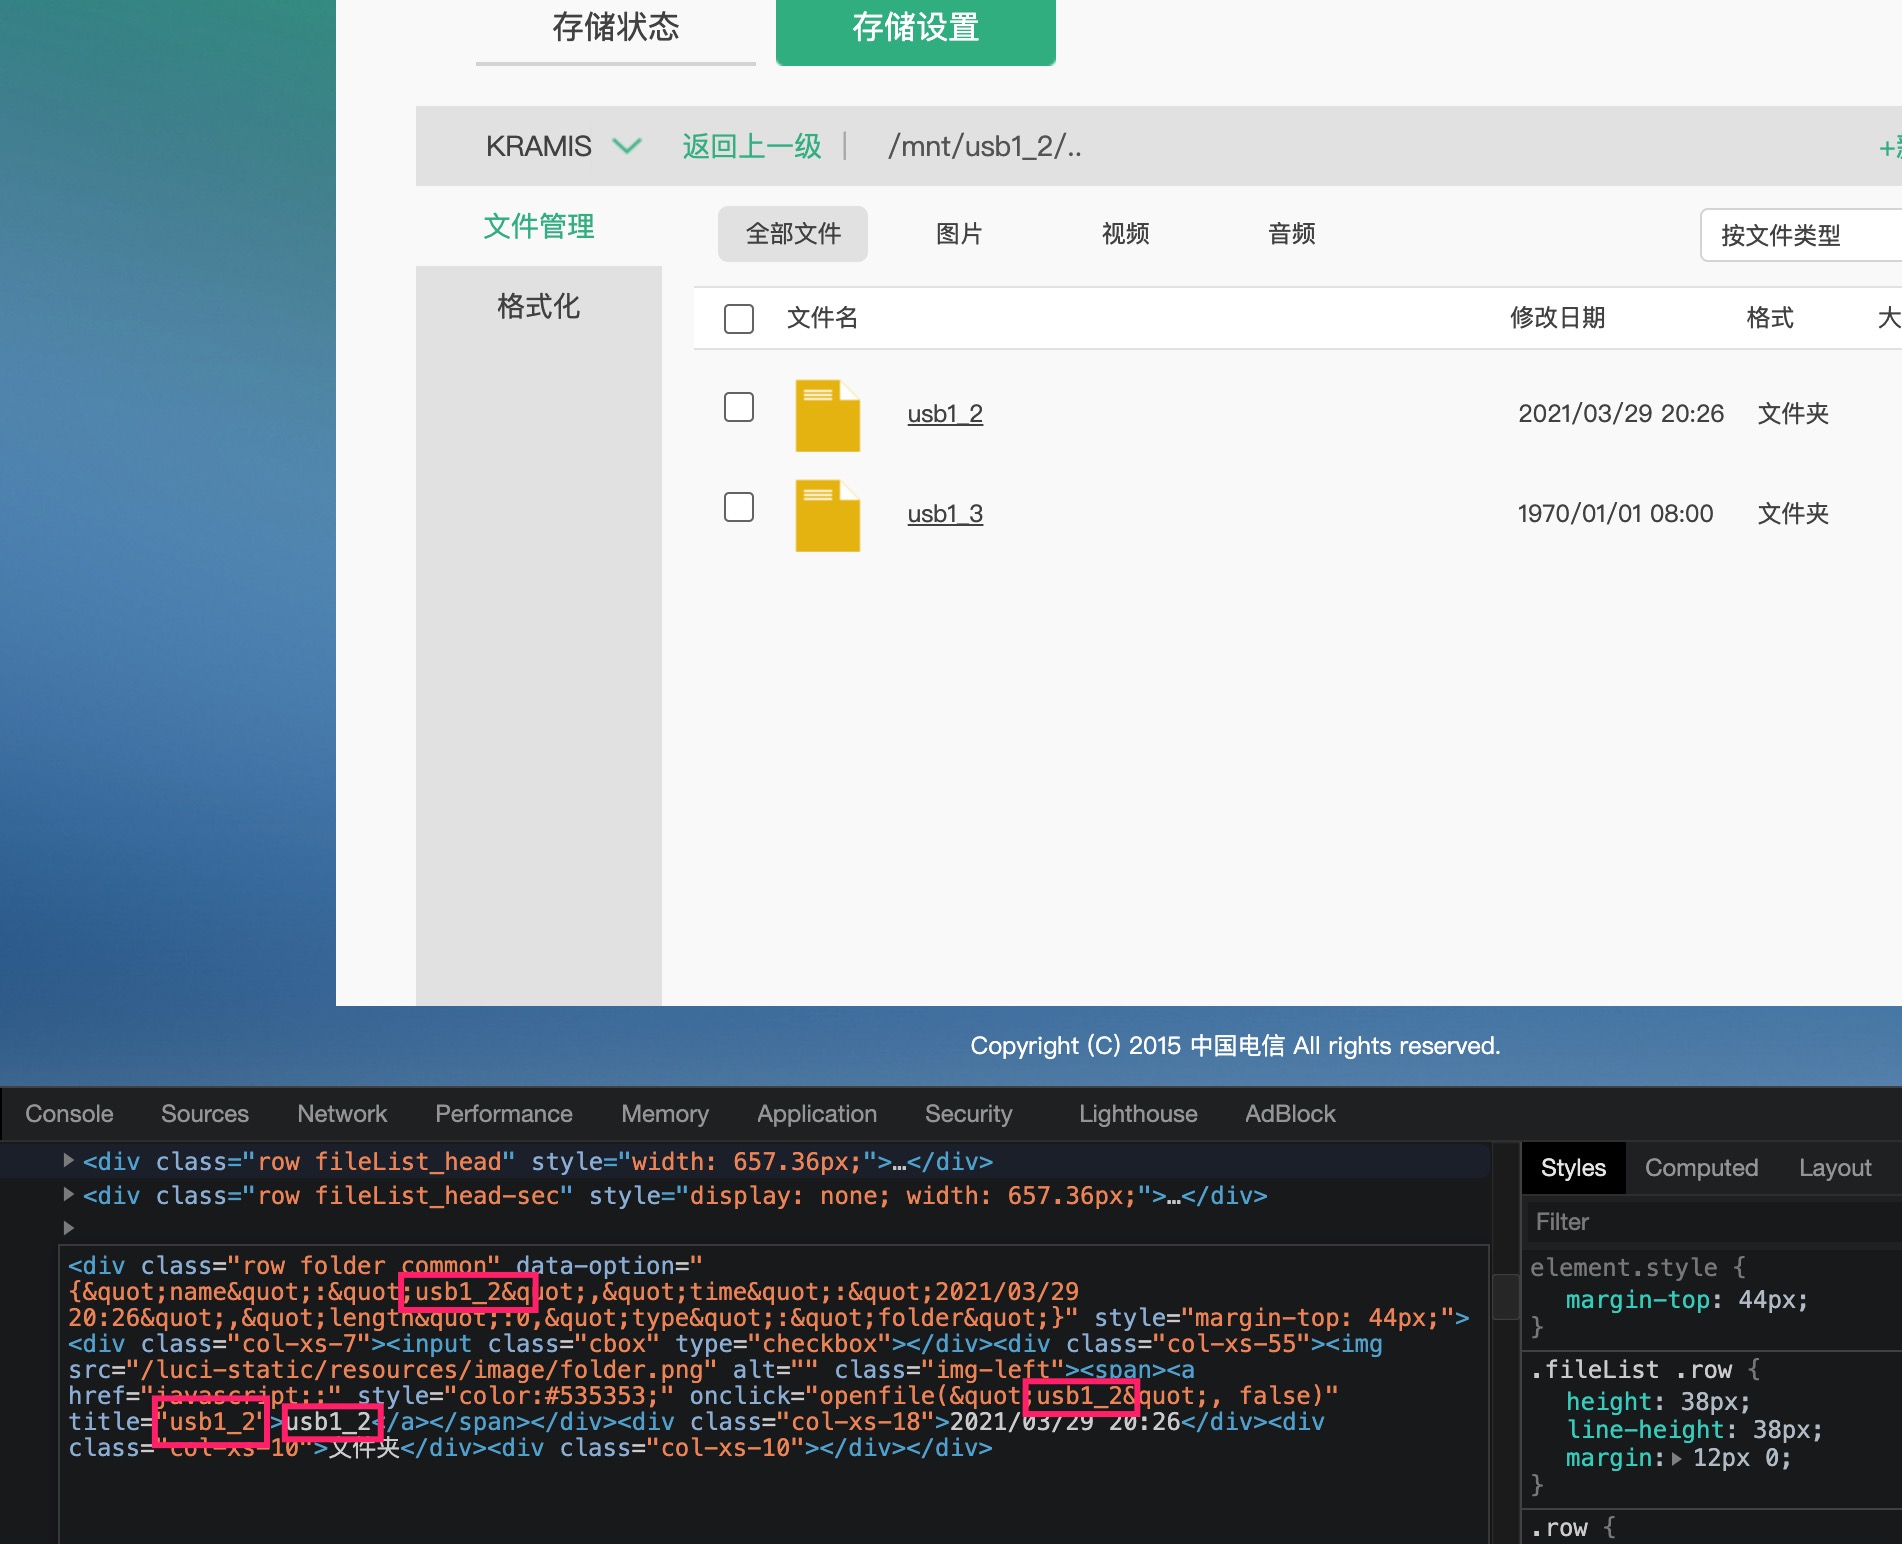 存储状态
存储设置
KRAMIS
返回上一级
/mnt/usb1_2/..
文件管理
全部文件
图片
视频
音频
按文件类型
格式化
文件名
修改日期
格式
大
usb1_2
2021/03/29 20:26
文件夹
usb1_3
1970/01/01 08:00
文件夹
Copyright (C) 2015 中国电信 All rights reserved.
Console Sources Network Performance Memory Application Security Lighthouse AdBlock
<div class="row fileList_head" style="width: 657.36px;">…</div>
<div class="row fileList_head-sec" style="display: none; width: 657.36px;">…</div>
<div class="row folder common" data-option="
{&quot;name&quot;:&quot;usb1_2&quot;,&quot;time&quot;:&quot;2021/03/29
20:26&quot;,&quot;length&quot;:0,&quot;type&quot;:&quot;folder&quot;}" style="margin-top: 44px;">
<div class="col-xs-7"><input class="cbox" type="checkbox"></div><div class="col-xs-55"><img
src="/luci-static/resources/image/folder.png" alt="" class="img-left"><span><a
href="javascript:;" style="color:#535353;" onclick="openfile(&quot;usb1_2&quot;, false)"
title="usb1_2">usb1_2</a></span></div><div class="col-xs-18">2021/03/29 20:26</div><div
class="col-xs-10">文件夹</div><div class="col-xs-10"></div></div>
Styles Computed Layout
Filter
element.style {
margin-top: 44px;
}
.fileList .row {
height: 38px;
line-height: 38px;
margin: 12px 0;
}
.row {